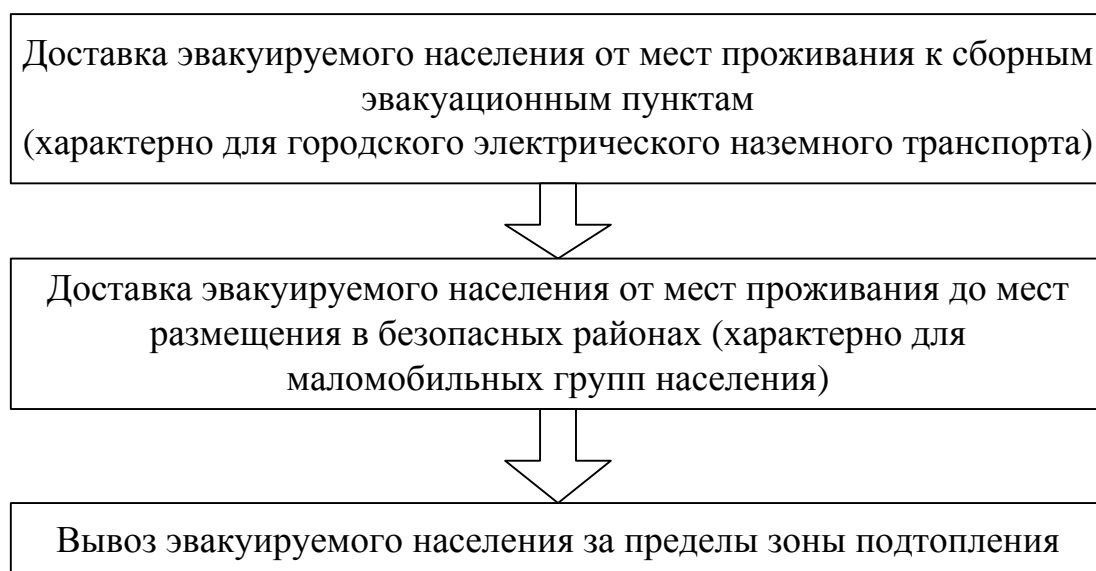 Доставка эвакуируемого населения от мест проживания к сборным
эвакуационным пунктам
(характерно для городского электрического наземного транспорта)
Доставка эвакуируемого населения от мест проживания до мест
размещения в безопасных районах (характерно для
маломобильных групп населения)
Вывоз эвакуируемого населения за пределы зоны подтопления